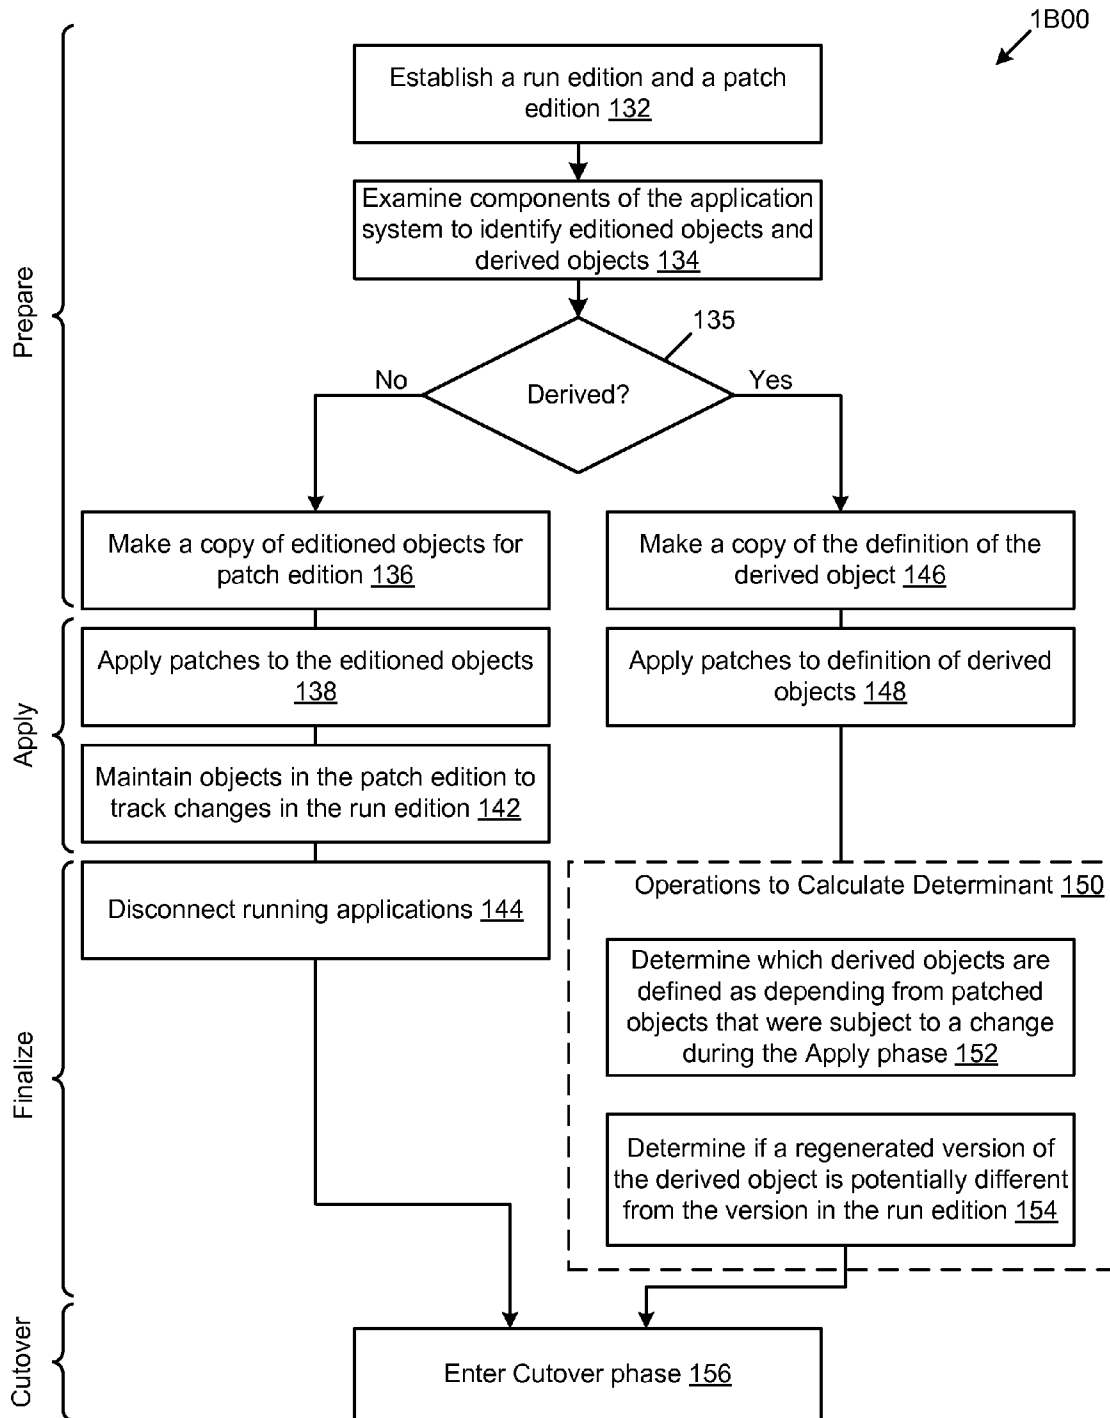 1B00
Establish a run edition and a patch
edition 132
Examine components of the application
system to identify editioned objects and
derived objects 134
Prepare
135
Derived?
No
Yes
Make a copy of editioned objects for
patch edition 136
Make a copy of the definition of the
derived object 146
Apply
Apply patches to the editioned objects
138
Apply patches to definition of derived
objects 148
Maintain objects in the patch edition to
track changes in the run edition 142
Finalize
Disconnect running applications 144
Operations to Calculate Determinant 150
Determine which derived objects are
defined as depending from patched
objects that were subject to a change
during the Apply phase 152
Determine if a regenerated version of
the derived object is potentially different
from the version in the run edition 154
Cutover
Enter Cutover phase 156